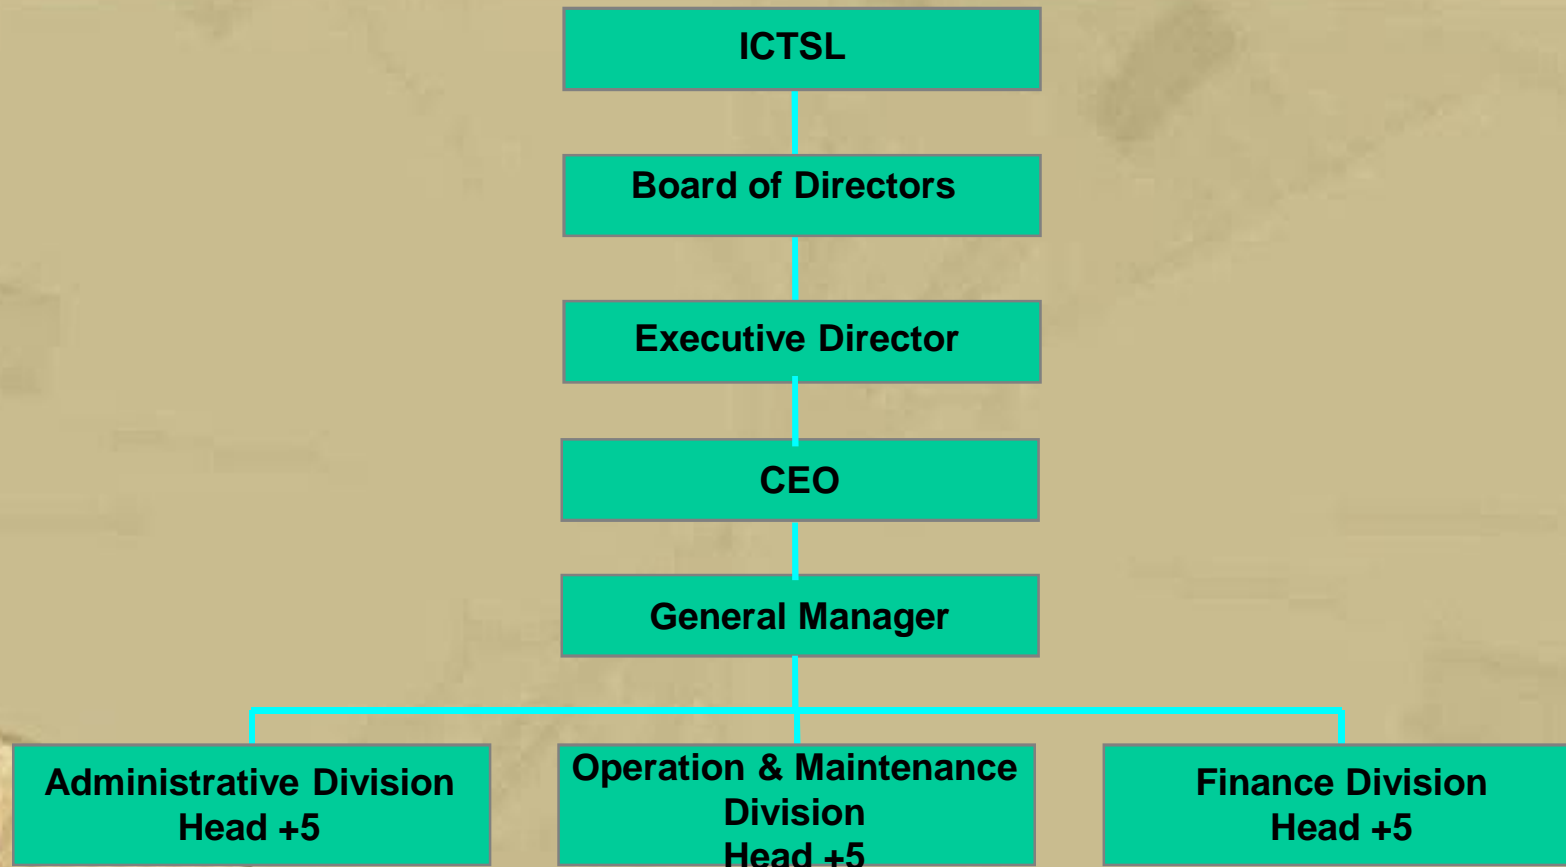 ICTSL
Board of Directors
Executive Director
CEO
General Manager
Administrative Division
Head +5
Operation & Maintenance
Division
Head +5
Finance Division
Head +5